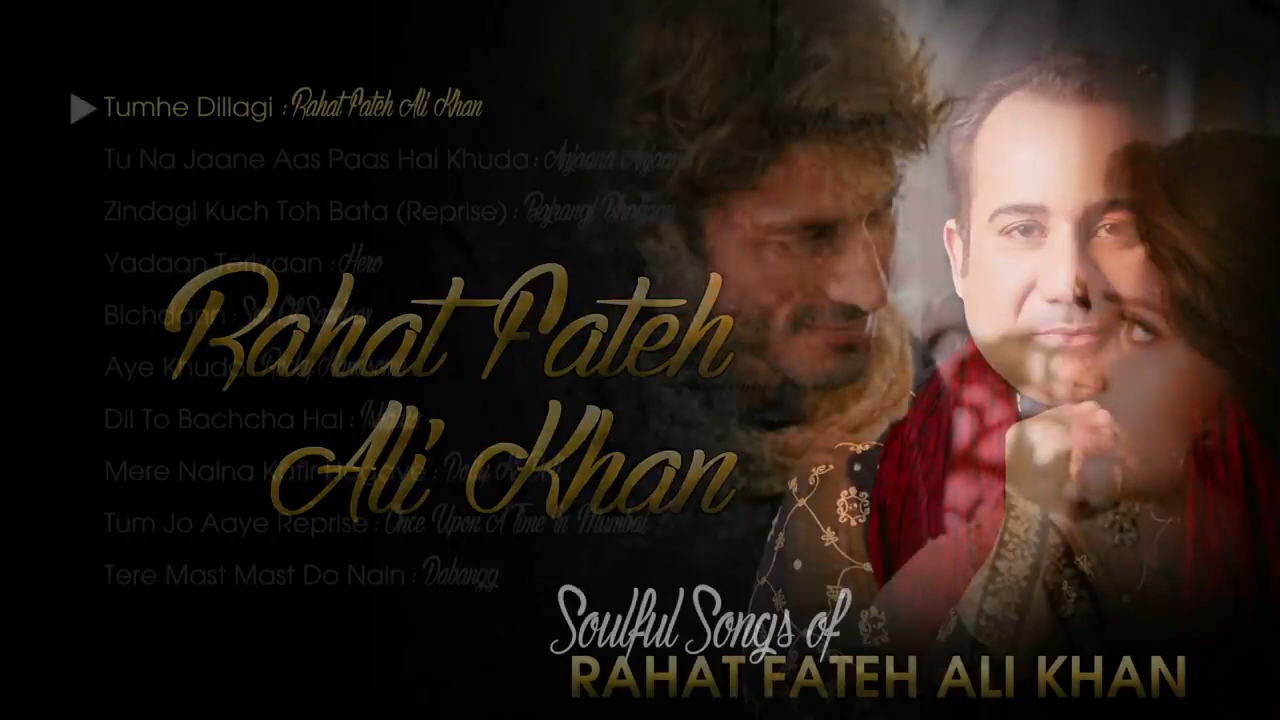 Tumhe Dillagi : Rahat Fateh Ali Khan
Tu Na Jaane Aas Paas Hai Khuda : Anjaana Anjaani
Zindagi Kuch Toh Bata (Reprise) : Bajrangi Bhaijaan
Yadaan Teriyaan : Hero
Bichdann :
Aye Khuda :
Dil To Bachcha Hai :
Mere Naina Kafir Hogaye :
Tum Jo Aaye Reprise : Once Upon A Time In Mumbai
Tere Mast Mast Do Nain : Dabangg
Rahat Fateh
Ali Khan
Soulful Songs of
RAHAT FATEH ALI KHAN